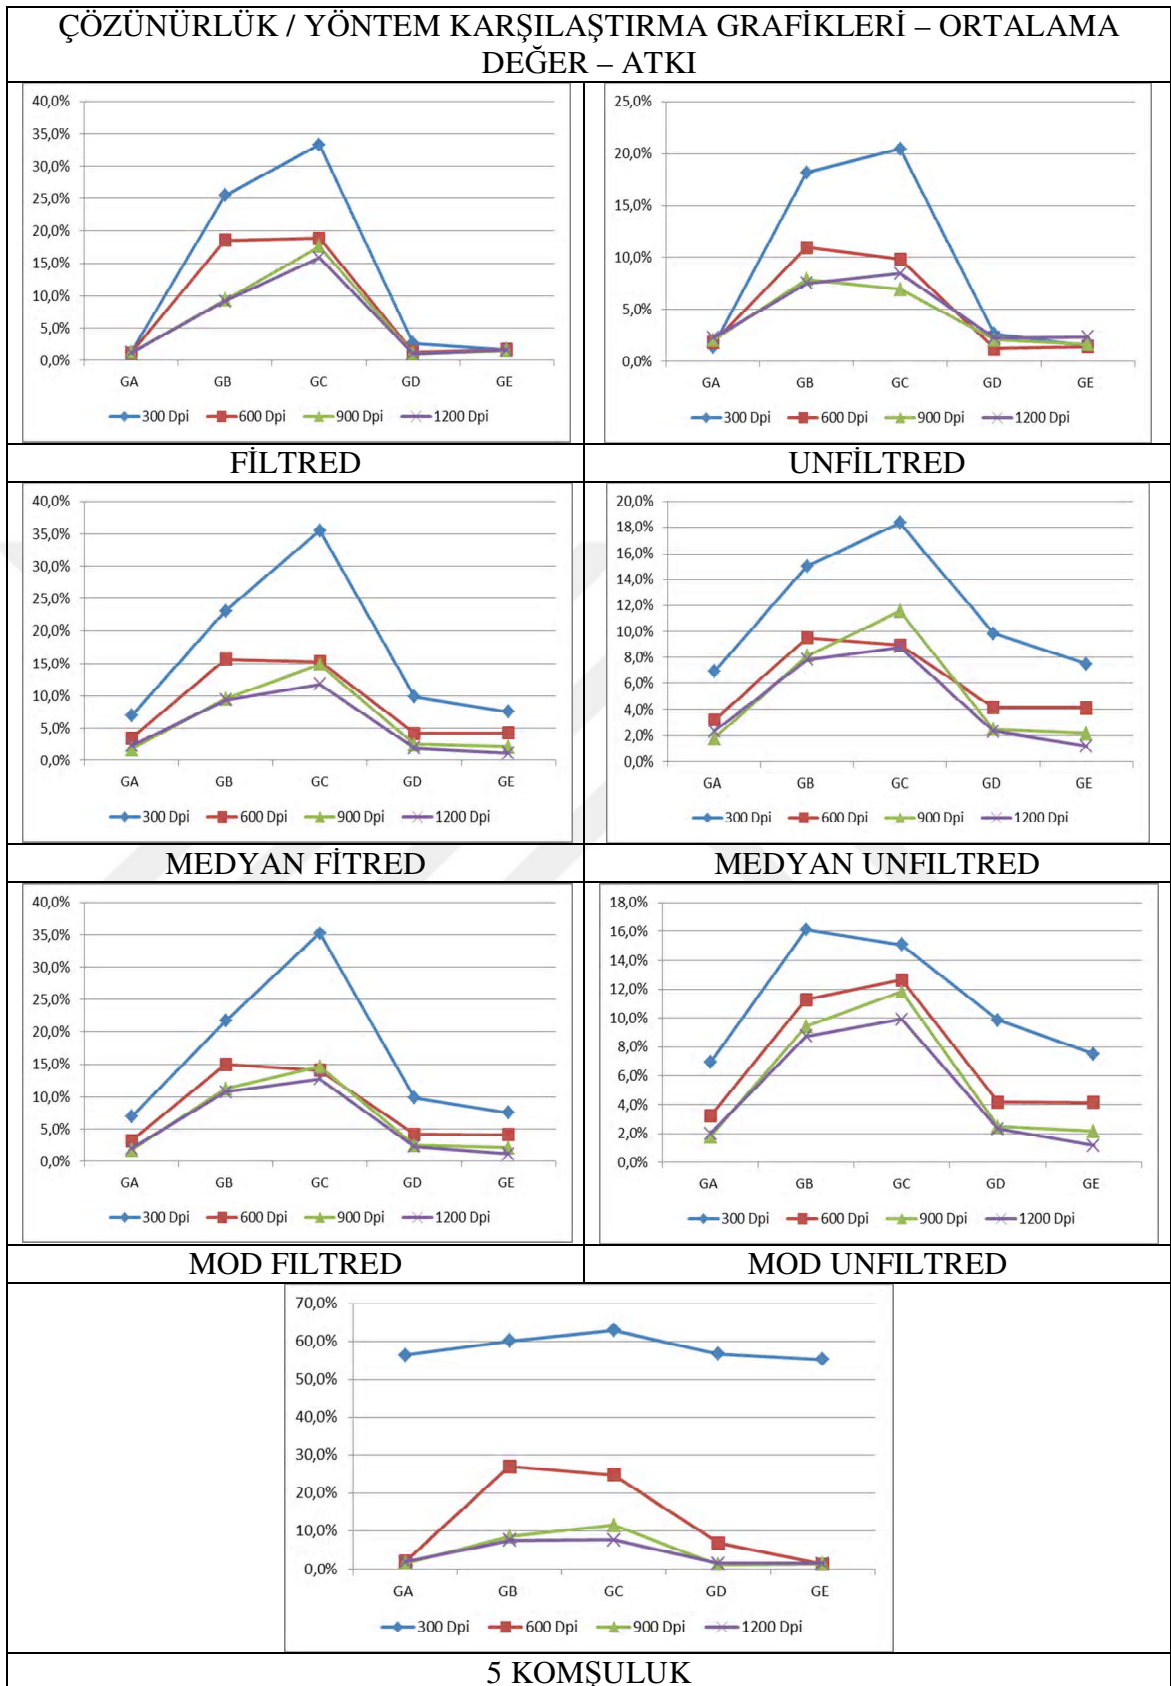 ÇÖZÜNÜRLÜK / YÖNTEM KARŞILAŞTIRMA GRAFİKLERİ – ORTALAMA
DEĞER – ATKI
40,0%
35,0%
30,0%
25,0%
20,0%
15,0%
10,0%
5,0%
0,0%
GA GB GC GD GE
300 Dpi 600 Dpi 900 Dpi 1200 Dpi
25,0%
20,0%
15,0%
10,0%
5,0%
0,0%
GA GB GC GD GE
300 Dpi 600 Dpi 900 Dpi 1200 Dpi
FİLTRED
UNFİLTRED
40,0%
35,0%
30,0%
25,0%
20,0%
15,0%
10,0%
5,0%
0,0%
GA GB GC GD GE
300 Dpi 600 Dpi 900 Dpi 1200 Dpi
20,0%
18,0%
16,0%
14,0%
12,0%
10,0%
8,0%
6,0%
4,0%
2,0%
0,0%
GA GB GC GD GE
300 Dpi 600 Dpi 900 Dpi 1200 Dpi
MEDYAN FİTRED
MEDYAN UNFILTRED
40,0%
35,0%
30,0%
25,0%
20,0%
15,0%
10,0%
5,0%
0,0%
GA GB GC GD GE
300 Dpi 600 Dpi 900 Dpi 1200 Dpi
18,0%
16,0%
14,0%
12,0%
10,0%
8,0%
6,0%
4,0%
2,0%
0,0%
GA GB GC GD GE
300 Dpi 600 Dpi 900 Dpi 1200 Dpi
MOD FILTRED
MOD UNFILTRED
70,0%
60,0%
50,0%
40,0%
30,0%
20,0%
10,0%
0,0%
GA GB GC GD GE
300 Dpi 600 Dpi 900 Dpi 1200 Dpi
5 KOMŞULUK